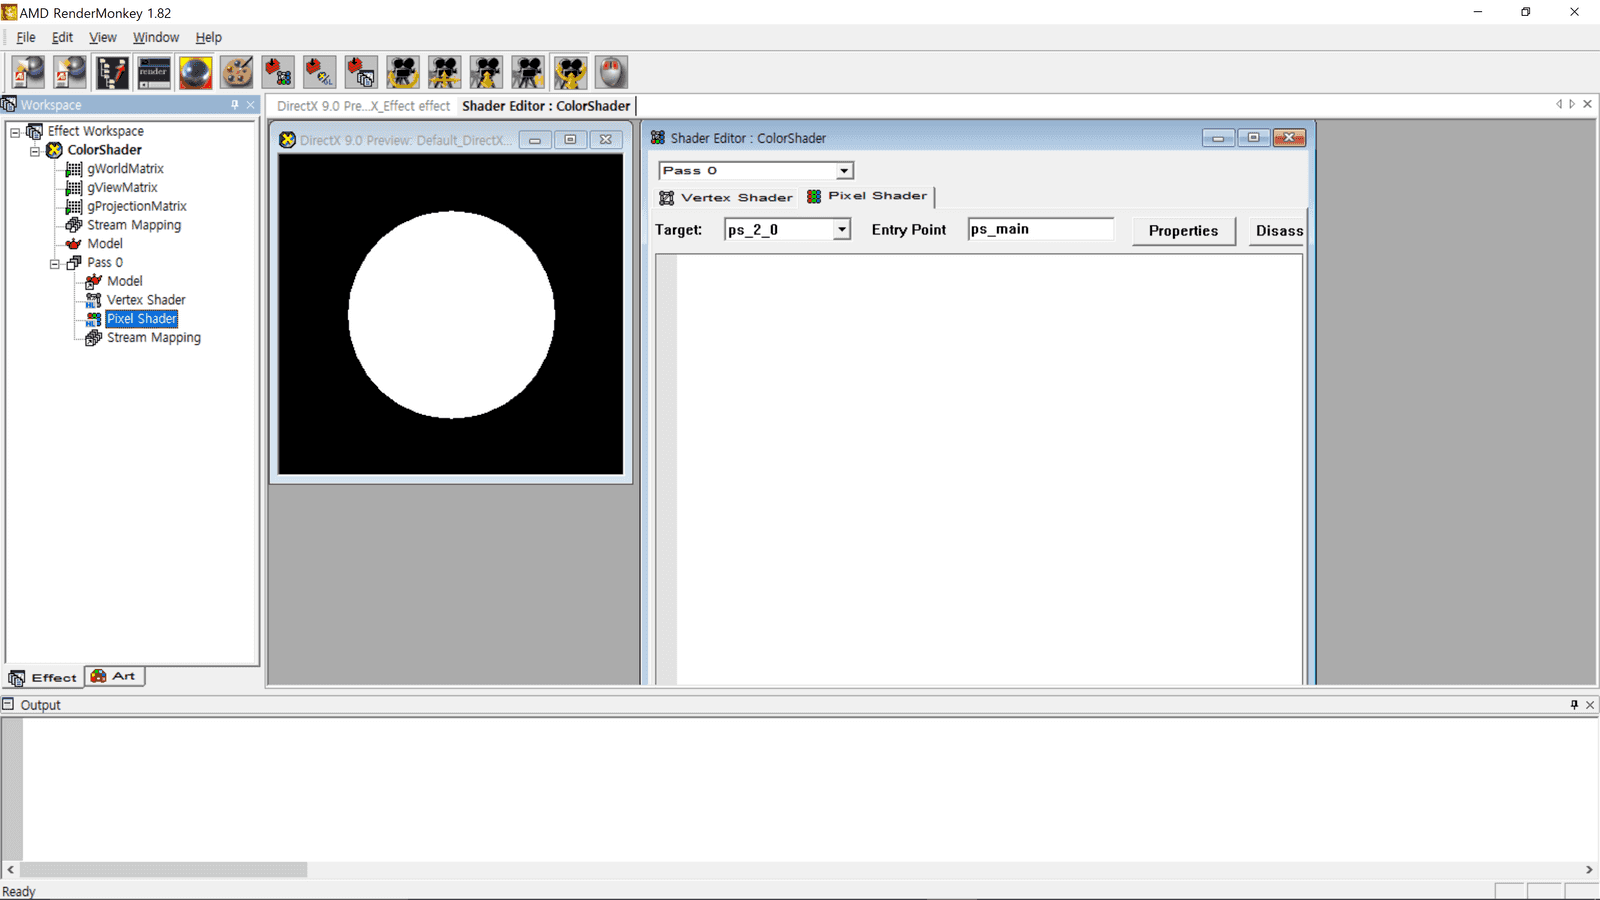 AMD RenderMonkey 1.82
File Edit View Window Help
render
Workspace
DirectX 9.0 Pre...X_Effect effect Shader Editor : ColorShader
Effect Workspace
ColorShader
gWorldMatrix
gViewMatrix
gProjectionMatrix
Stream Mapping
Model
Pass 0
Model
Vertex Shader
Pixel Shader
Stream Mapping
Effect Art
DirectX 9.0 Preview: Default_DirectX...
Shader Editor : ColorShader
Pass 0
Vertex Shader Pixel Shader
Target: ps_2_0 Entry Point ps_main Properties Disass
Output
Ready